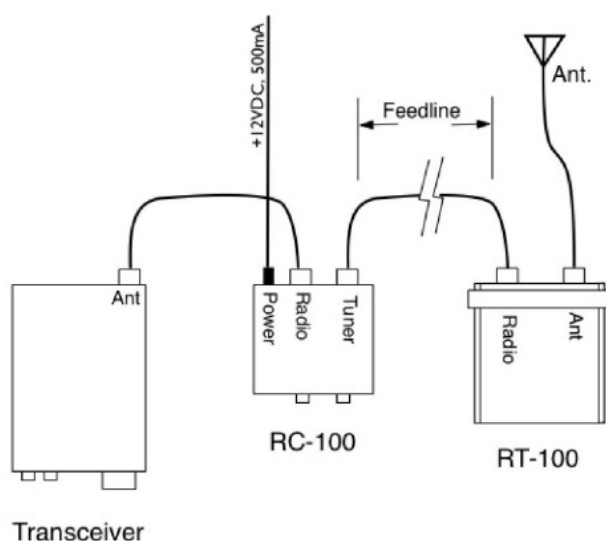 +12VDC, 500mA
Ant.
Feedline
Ant
Power
Radio
Tuner
Radio
Ant
RC-100
RT-100
Transceiver